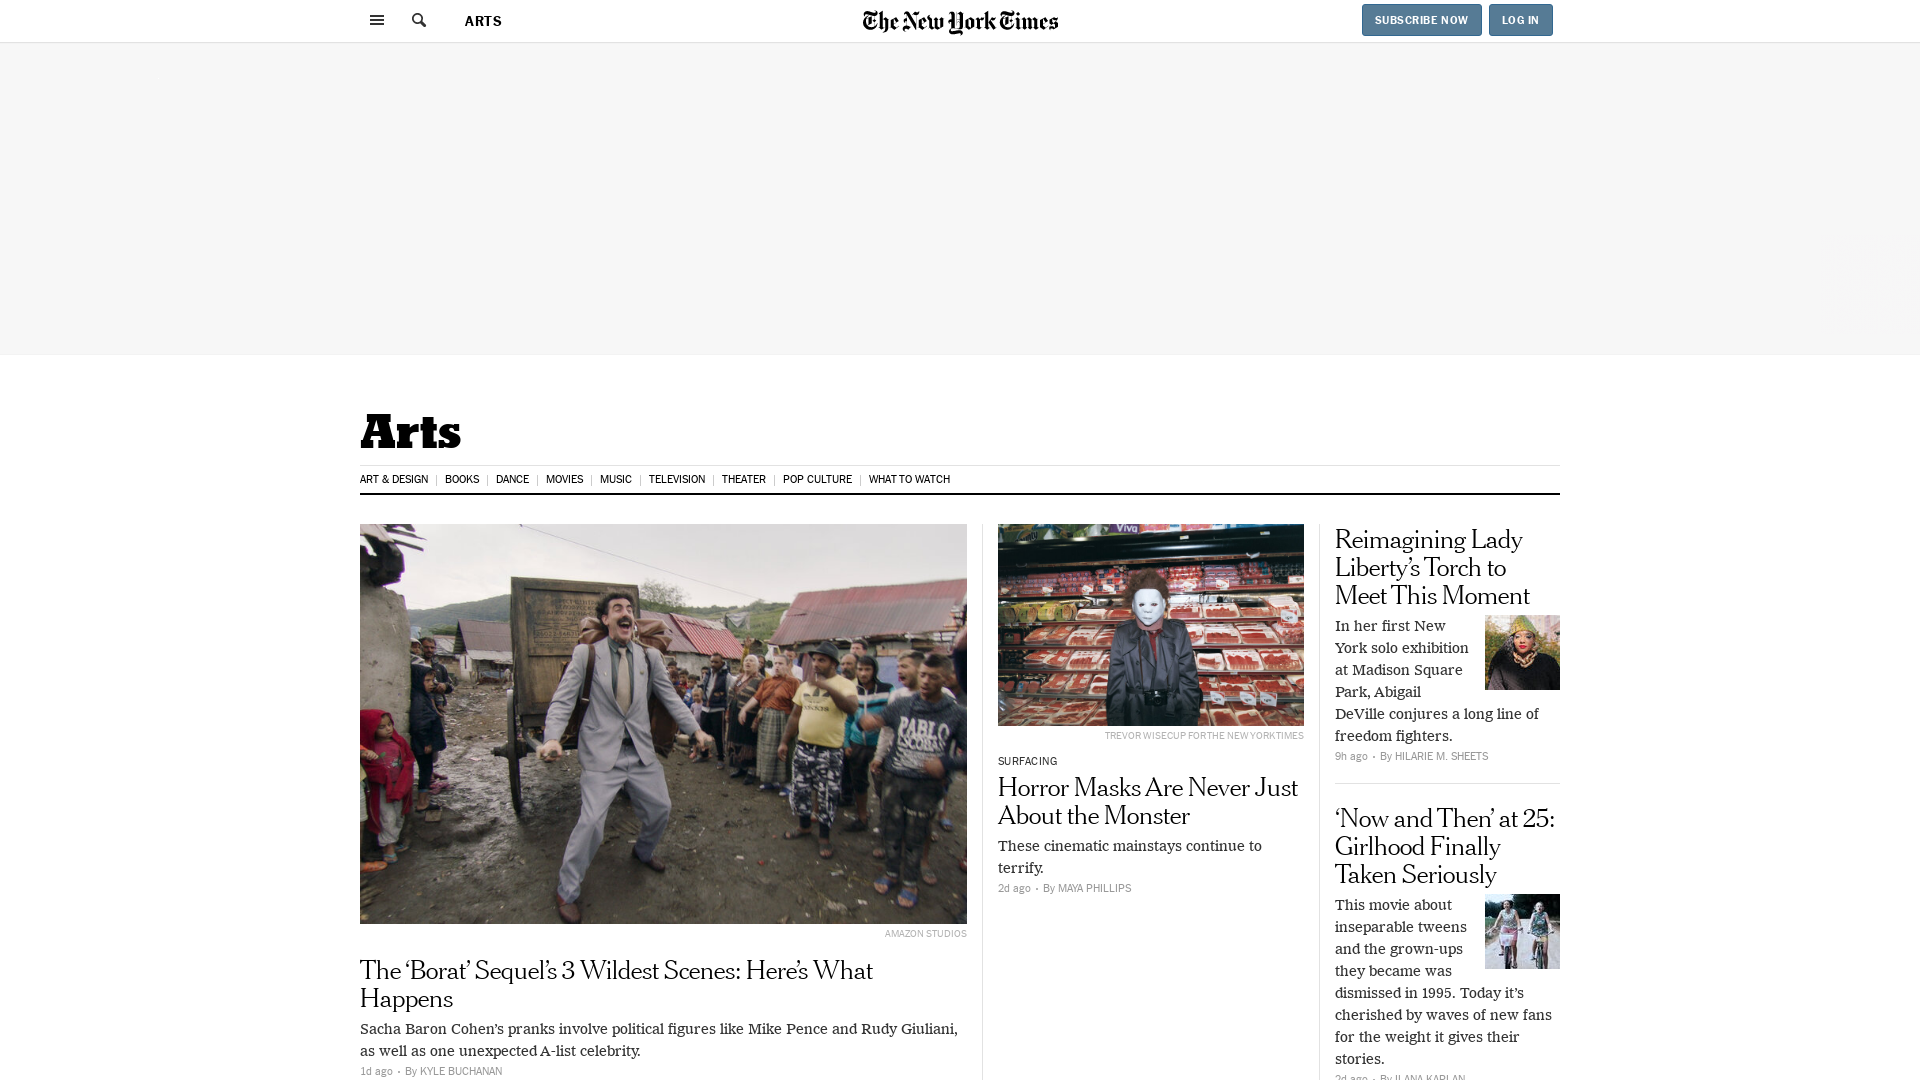 ARTS
The New York Times
SUBSCRIBE NOW
LOG IN
Arts
ART & DESIGN
BOOKS
DANCE
MOVIES
MUSIC
TELEVISION
THEATER
POP CULTURE
WHAT TO WATCH
AMAZON STUDIOS
The ‘Borat’ Sequel’s 3 Wildest Scenes: Here’s What
Happens
Sacha Baron Cohen’s pranks involve political figures like Mike Pence and Rudy Giuliani,
as well as one unexpected A-list celebrity.
1d ago · By KYLE BUCHANAN
PABLO
ESCOBAR
Viva
TREVOR WISECUP FOR THE NEW YORK TIMES
SURFACING
Horror Masks Are Never Just
About the Monster
These cinematic mainstays continue to
terrify.
2d ago · By MAYA PHILLIPS
Reimagining Lady
Liberty’s Torch to
Meet This Moment
In her first New
York solo exhibition
at Madison Square
Park, Abigail
DeVille conjures a long line of
freedom fighters.
9h ago · By HILARIE M. SHEETS
‘Now and Then’ at 25:
Girlhood Finally
Taken Seriously
This movie about
inseparable tweens
and the grown-ups
they became was
dismissed in 1995. Today it’s
cherished by waves of new fans
for the weight it gives their
stories.
2d ago · By ILANA KAPLAN